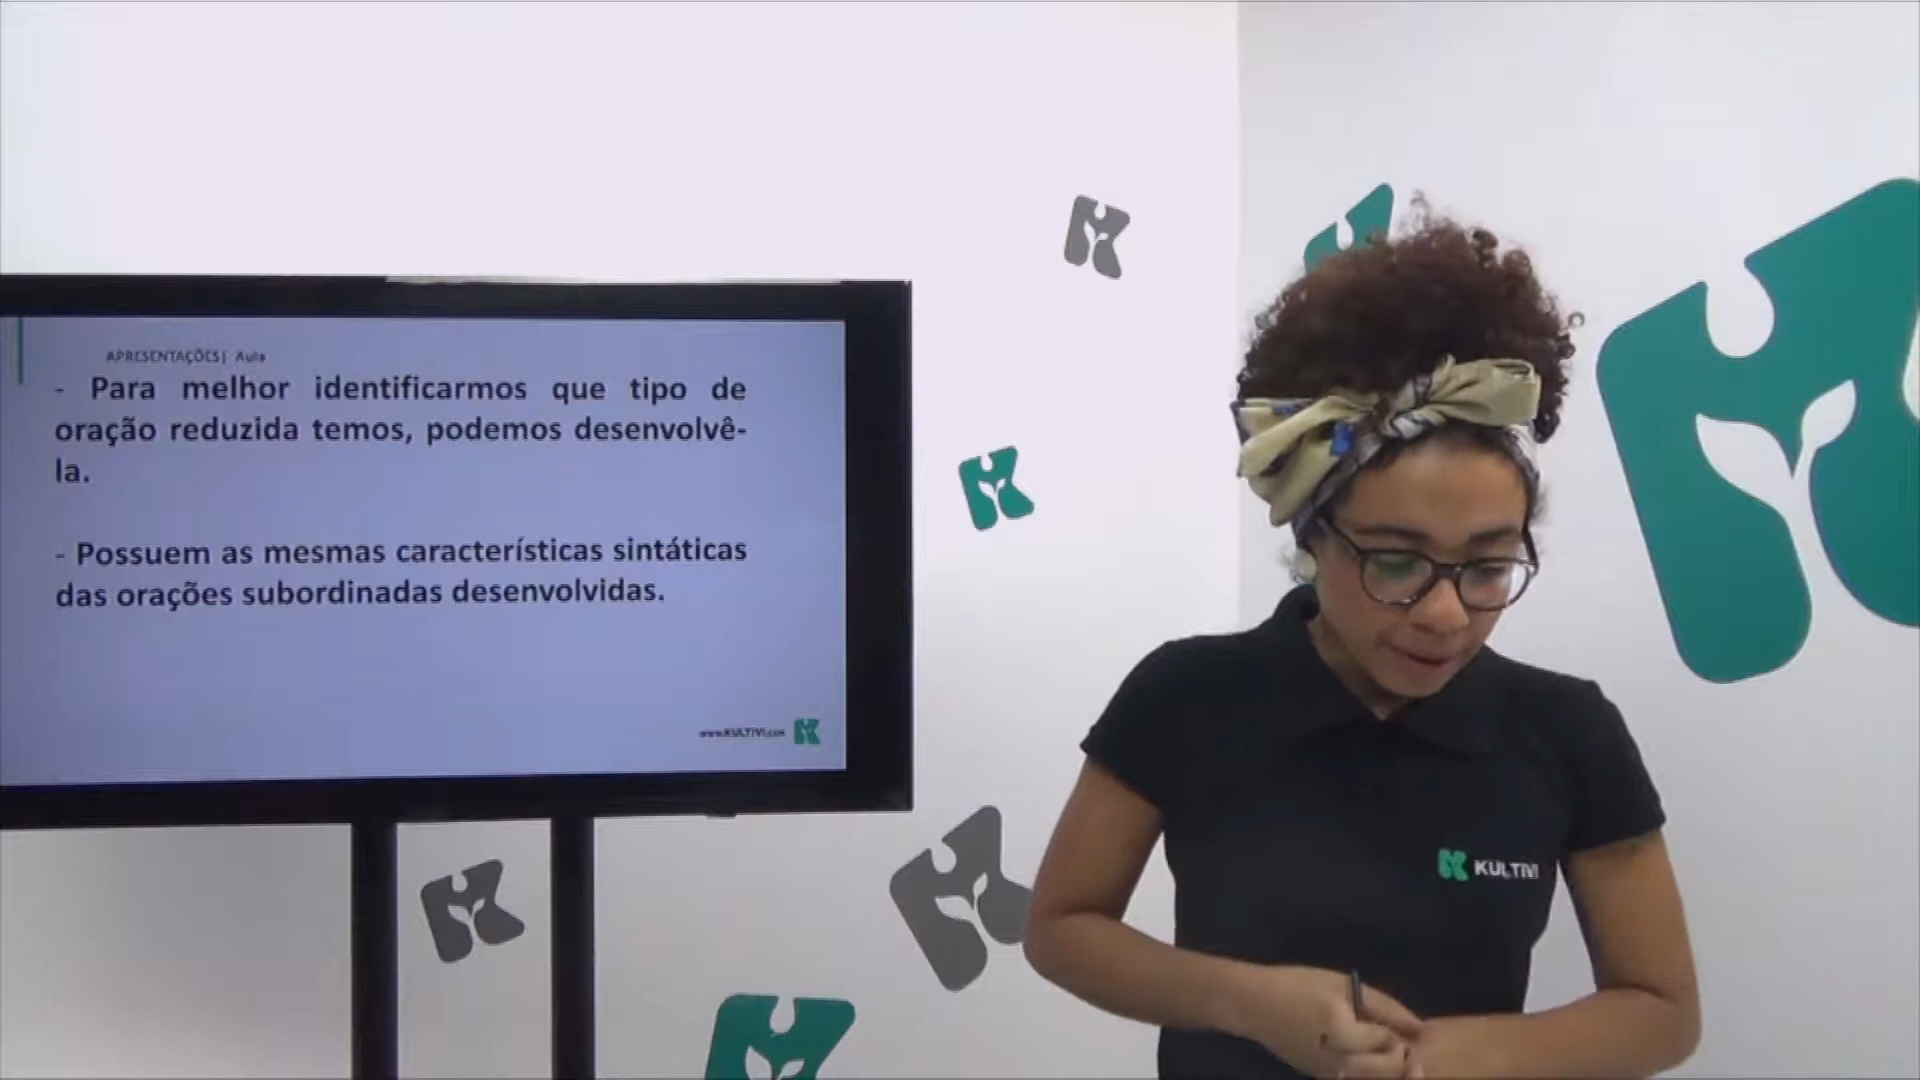 APRESENTAÇÕES| Aula
- Para melhor identificarmos que tipo de
oração reduzida temos, podemos desenvolvê-
la.
- Possuem as mesmas características sintáticas
das orações subordinadas desenvolvidas.
www.KULTIVI.com
KULTIVI